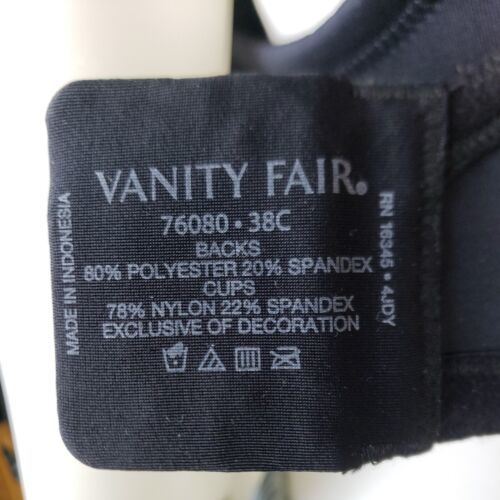 VANITY FAIR®
76080 • 38C
BACKS
80% POLYESTER 20% SPANDEX
CUPS
78% NYLON 22% SPANDEX
EXCLUSIVE OF DECORATION
MADE IN INDONESIA
RN 16346 • 4JDY